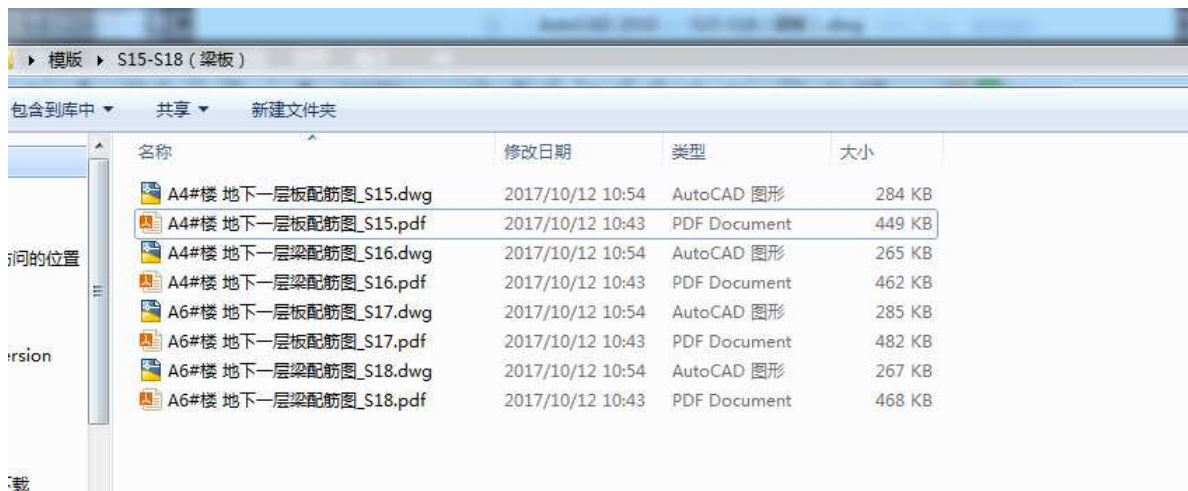 模版 S15-S18（梁板）
包含到库中 共享 新建文件夹
名称 修改日期 类型 大小
A4#楼 地下一层板配筋图_S15.dwg 2017/10/12 10:54 AutoCAD 图形 284 KB
A4#楼 地下一层板配筋图_S15.pdf 2017/10/12 10:43 PDF Document 449 KB
A4#楼 地下一层梁配筋图_S16.dwg 2017/10/12 10:54 AutoCAD 图形 265 KB
问的位置
A4#楼 地下一层梁配筋图_S16.pdf 2017/10/12 10:43 PDF Document 462 KB
A6#楼 地下一层板配筋图_S17.dwg 2017/10/12 10:54 AutoCAD 图形 285 KB
A6#楼 地下一层板配筋图_S17.pdf 2017/10/12 10:43 PDF Document 482 KB
ersion
A6#楼 地下一层梁配筋图_S18.dwg 2017/10/12 10:54 AutoCAD 图形 267 KB
A6#楼 地下一层梁配筋图_S18.pdf 2017/10/12 10:43 PDF Document 468 KB
载